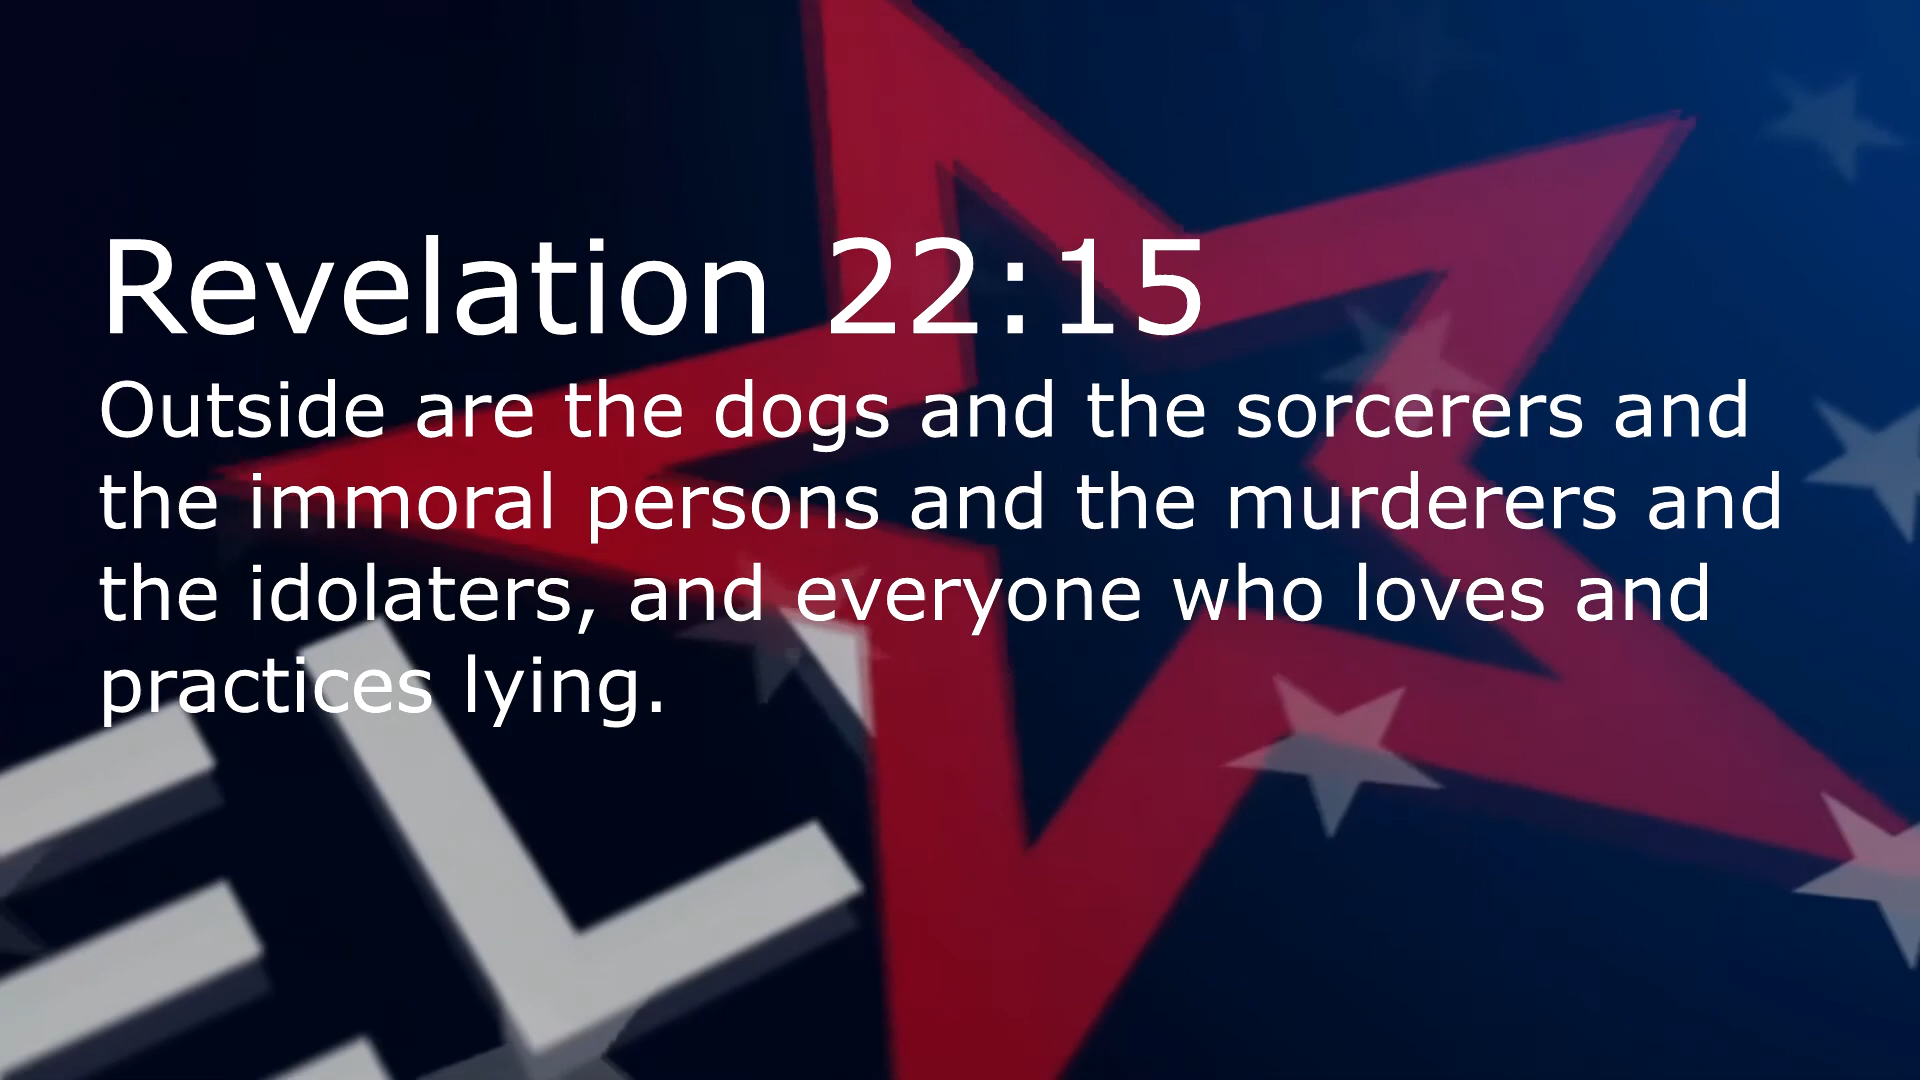 Revelation 22:15
Outside are the dogs and the sorcerers and
the immoral persons and the murderers and
the idolaters, and everyone who loves and
practices lying.
EL